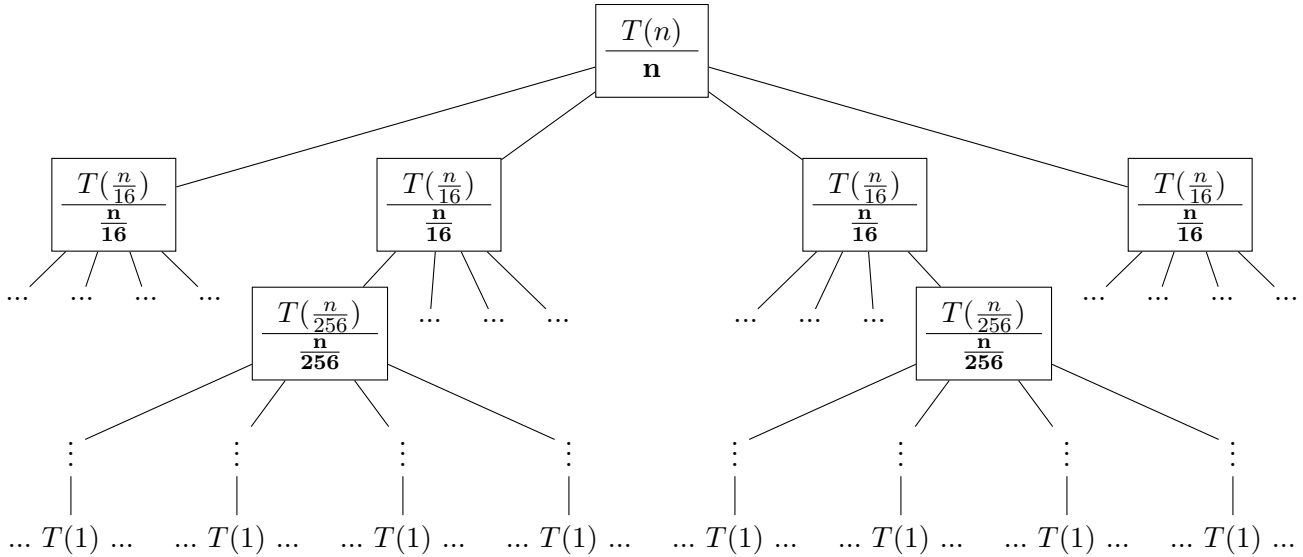 T(n)
n
T(n/16) T(n/16) T(n/16) T(n/16)
n/16 n/16 n/16 n/16
... ... ... ... ... ... ... ...
T(n/256) ... ... ... ... ... ... T(n/256)
n/256 n/256
⋮ ⋮ ⋮ ⋮ ⋮ ⋮ ⋮ ⋮
... T(1) ... ... T(1) ... ... T(1) ... ... T(1) ... ... T(1) ... ... T(1) ... ... T(1) ... ... T(1) ...